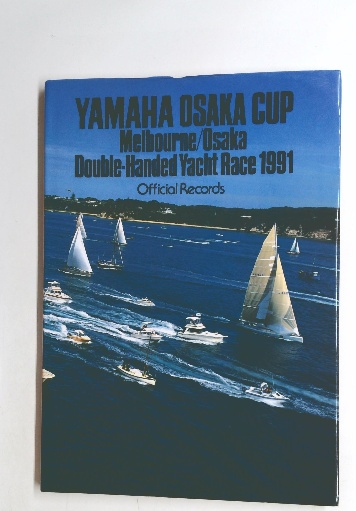 YAMAHA OSAKA CUP
Melbourne/Osaka
Double-Handed Yacht Race 1991
Official Records